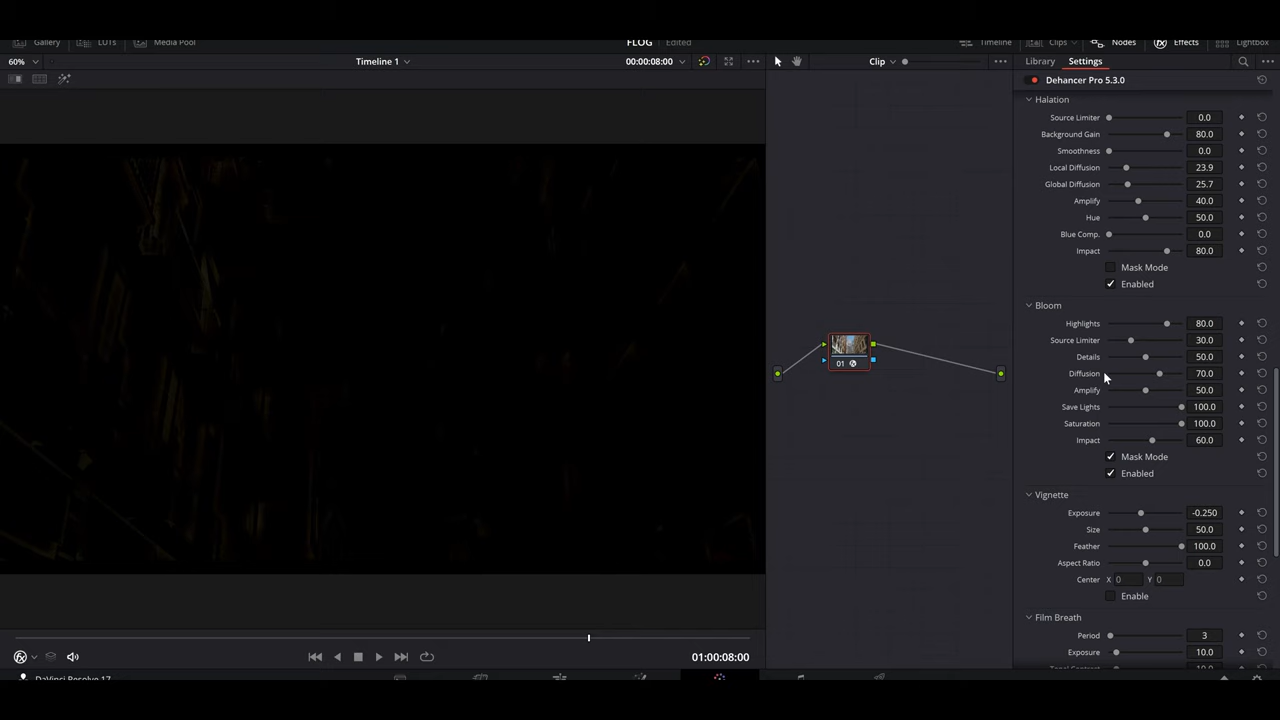 Gallery LUTs Media Pool FLOG Edited Timeline Clips Nodes Effects Lightbox
60% Timeline 1 00:00:08:00 Clip Library Settings
Dehancer Pro 5.3.0
Halation
Source Limiter 0.0
Background Gain 80.0
Smoothness 0.0
Local Diffusion 23.9
Global Diffusion 25.7
Amplify 40.0
Hue 50.0
Blue Comp. 0.0
Impact 80.0
Mask Mode
Enabled
Bloom
Highlights 80.0
Source Limiter 30.0
Details 50.0
Diffusion 70.0
Amplify 50.0
Save Lights 100.0
Saturation 100.0
Impact 60.0
Mask Mode
Enabled
01
Vignette
Exposure -0.250
Size 50.0
Feather 100.0
Aspect Ratio 0.0
Center X 0 Y 0
Enable
Film Breath
Period 3
Exposure 10.0
Tonal Contrast 10.0
01:00:08:00
DaVinci Resolve 17